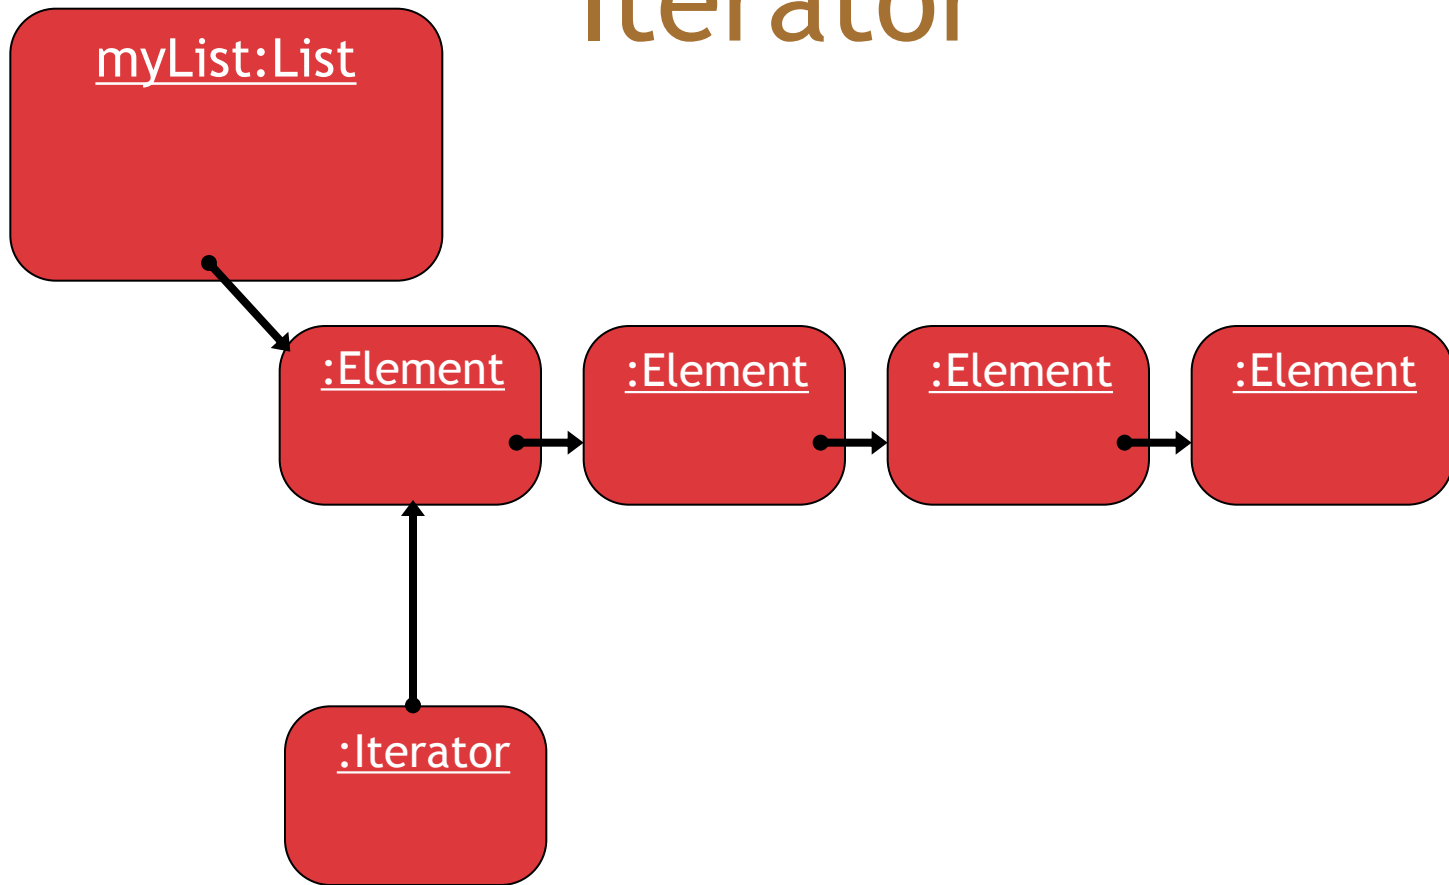 Iterator
myList:List
:Element
:Element
:Element
:Element
:Iterator